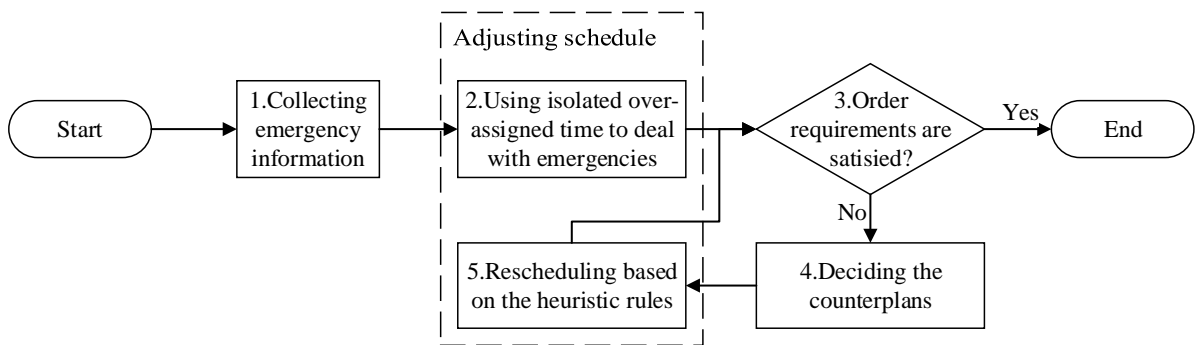 Adjusting schedule
Start
1.Collecting
emergency
information
2.Using isolated over-
assigned time to deal
with emergencies
3.Order
requirements are
satisied?
Yes
End
No
4.Deciding the
counterplans
5.Rescheduling based
on the heuristic rules